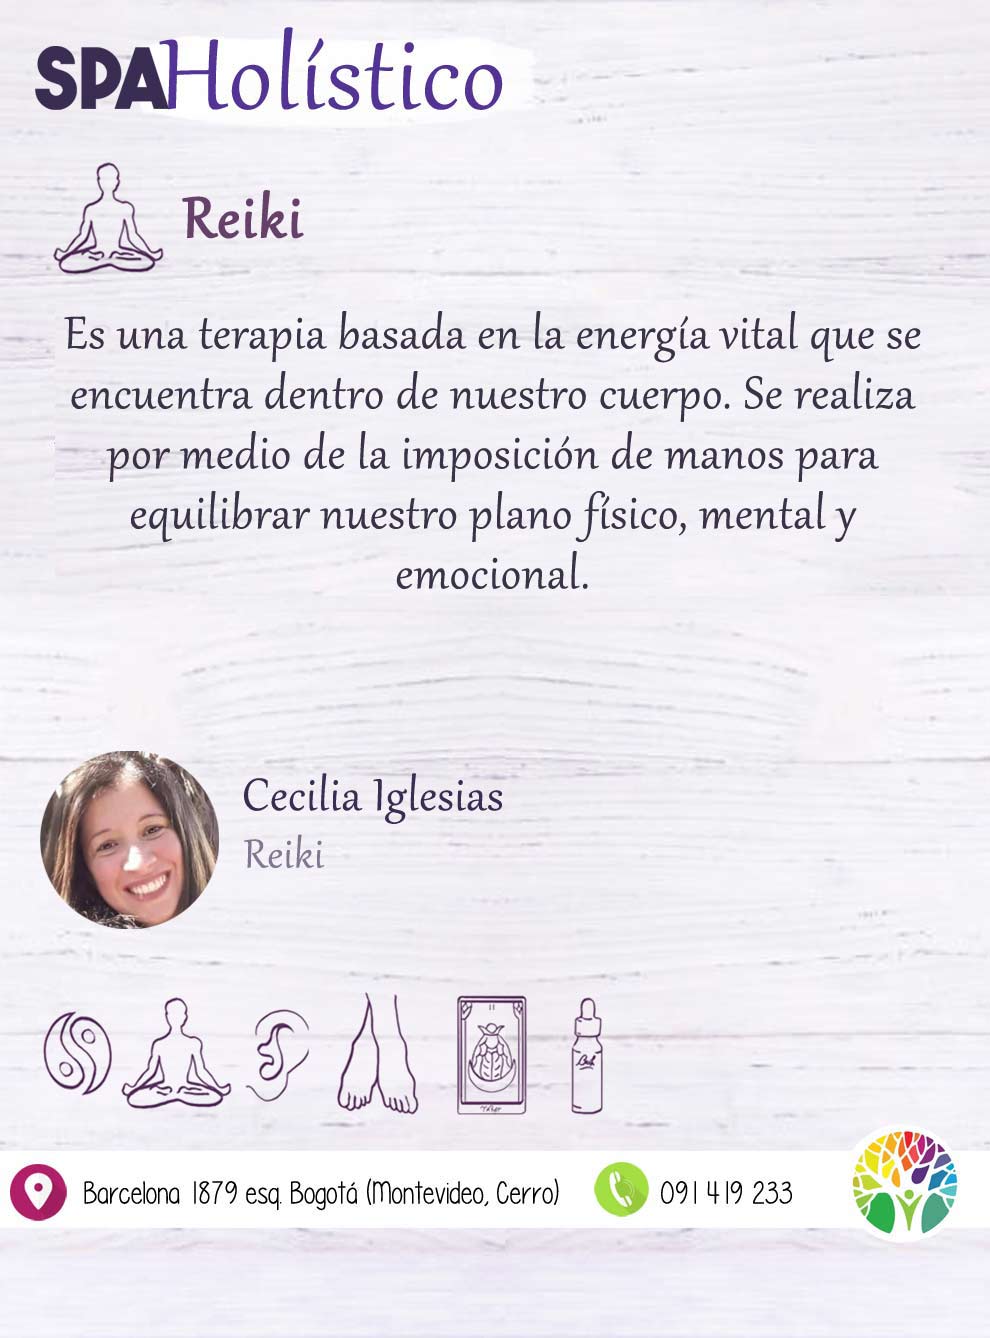 SPAHolístico
Reiki
Es una terapia basada en la energía vital que se
encuentra dentro de nuestro cuerpo. Se realiza
por medio de la imposición de manos para
equilibrar nuestro plano físico, mental y
emocional.
Cecilia Iglesias
Reiki
II
Bach
Barcelona 1879 esq. Bogotá (Montevideo, Cerro)
091 419 233